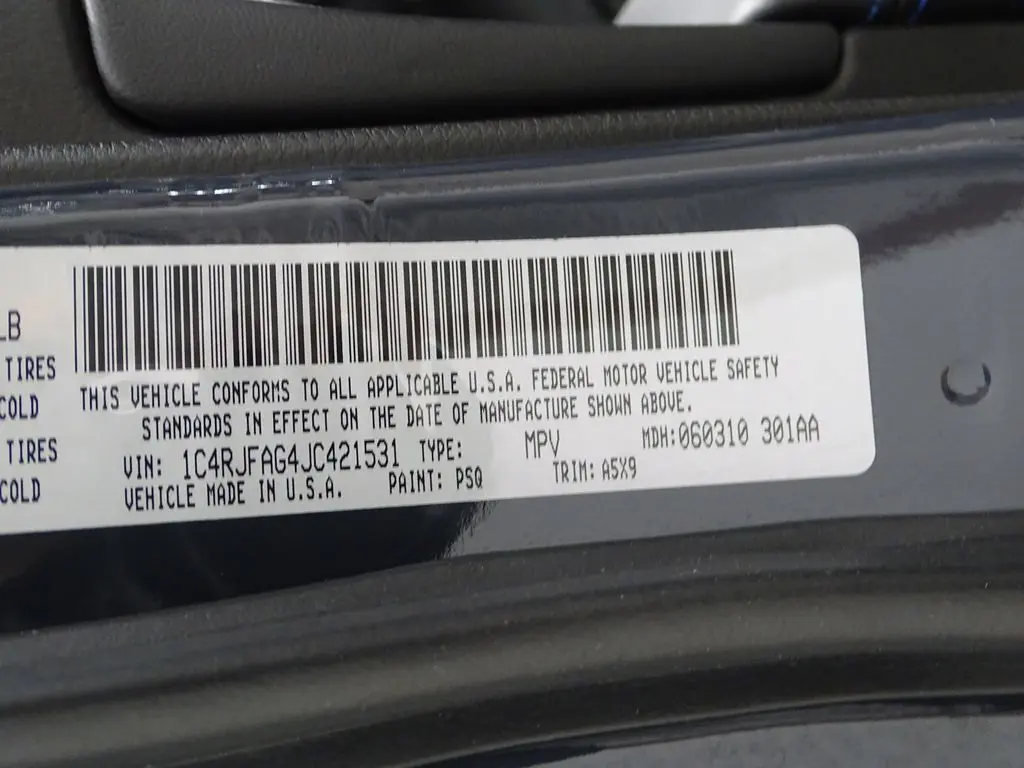 LB
TIRES
COLD
TIRES
COLD
THIS VEHICLE CONFORMS TO ALL APPLICABLE U.S.A. FEDERAL MOTOR VEHICLE SAFETY
STANDARDS IN EFFECT ON THE DATE OF MANUFACTURE SHOWN ABOVE.
VIN: 1C4RJFAG4JC421531 TYPE: MPV MDH:060310 301AA
VEHICLE MADE IN U.S.A. PAINT: PSQ TRIM: A5X9